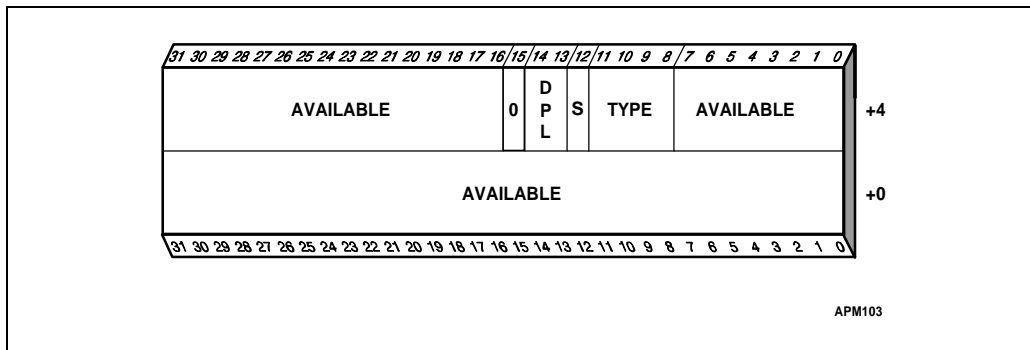 31 30 29 28 27 26 25 24 23 22 21 20 19 18 17 16 15 14 13 12 11 10 9 8 7 6 5 4 3 2 1 0
AVAILABLE 0 DPL S TYPE AVAILABLE +4
AVAILABLE +0
31 30 29 28 27 26 25 24 23 22 21 20 19 18 17 16 15 14 13 12 11 10 9 8 7 6 5 4 3 2 1 0
APM103